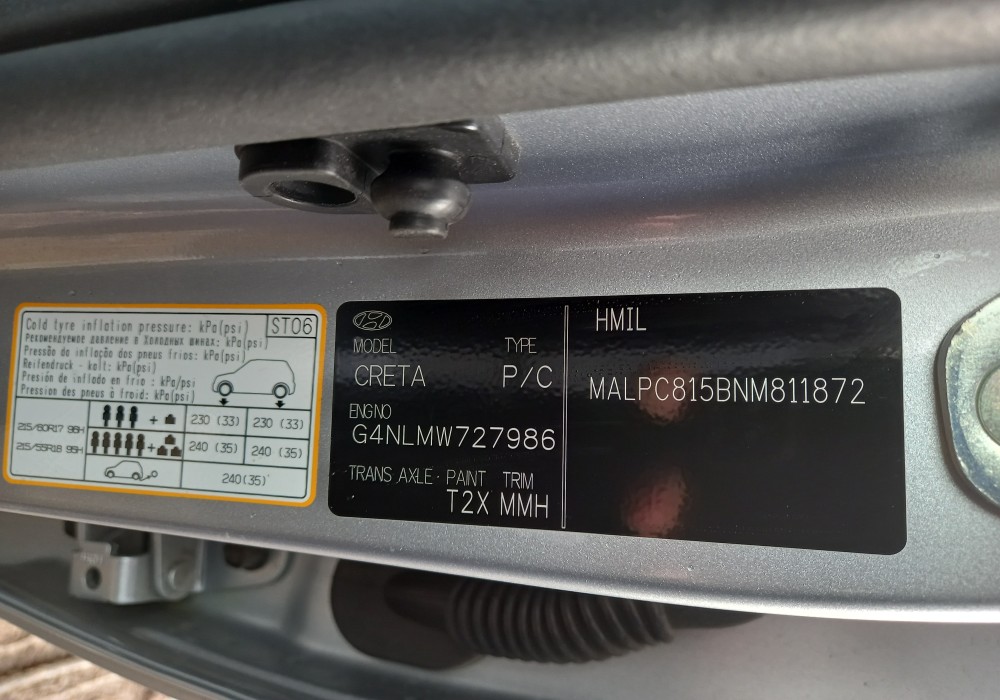 Cold tyre inflation pressure: kPa(psi)
ST06
Рекомендуемое давление в Холодных шинах: kPa(psi)
Pressão da inflação dos pneus frios: kPa(psi)
Reifendruck - kalt: kPa(psi)
Presión de inflado en frío : kPa/psi
Pression des pneus à froid: kPa(psi)
215/60R17 96H
215/55R18 95H
230 (33) 230 (33)
240 (35) 240 (35)
240(35)
MODEL TYPE
CRETA P/C
ENG NO
G4NLMW727986
TRANS AXLE · PAINT TRIM
T2X MMH
HMIL
MALPC815BNM811872